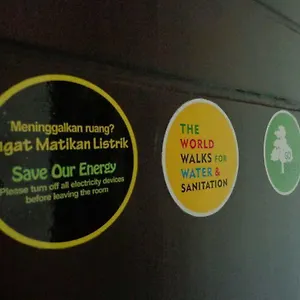 Meninggalkan ruang?
ngat Matikan Listrik
Save Our Energy
Please turn off all electricity devices
before leaving the room
THE
WORLD
WALKS FOR
WATER &
SANITATION